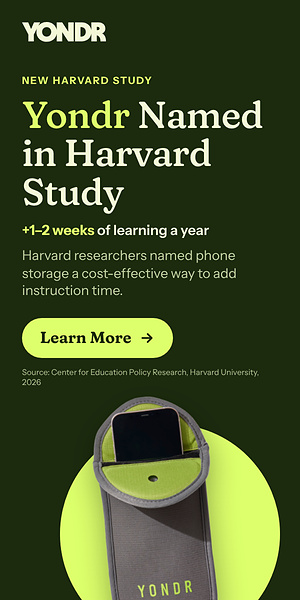 YONDR
NEW HARVARD STUDY
Yondr Named
in Harvard
Study
+1–2 weeks of learning a year
Harvard researchers named phone
storage a cost-effective way to add
instruction time.
Learn More →
Source: Center for Education Policy Research, Harvard University,
2026
YONDR